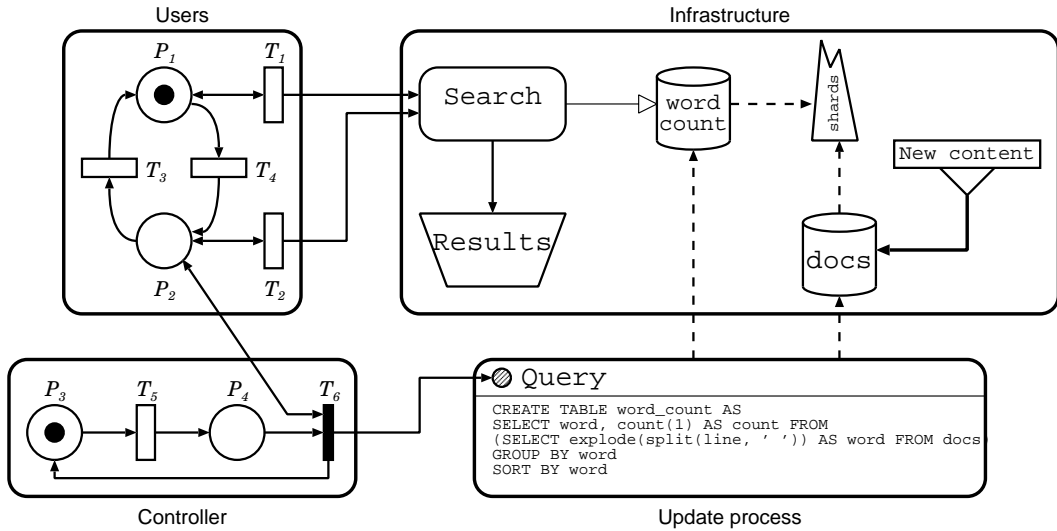 Users
Infrastructure
P1
T1
Search
word
count
shards
New content
T3
T4
Results
docs
P2
T2
P3
T5
P4
T6
Query
CREATE TABLE word_count AS
SELECT word, count(1) AS count FROM
(SELECT explode(split(line, ' ')) AS word FROM docs)
GROUP BY word
SORT BY word
Controller
Update process